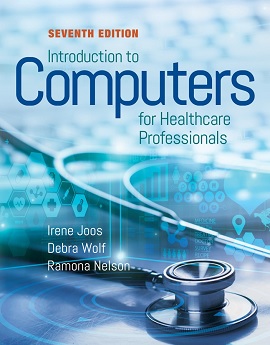 SEVENTH EDITION
Introduction to
Computers
for Healthcare
Professionals
Irene Joos
Debra Wolf
Ramona Nelson